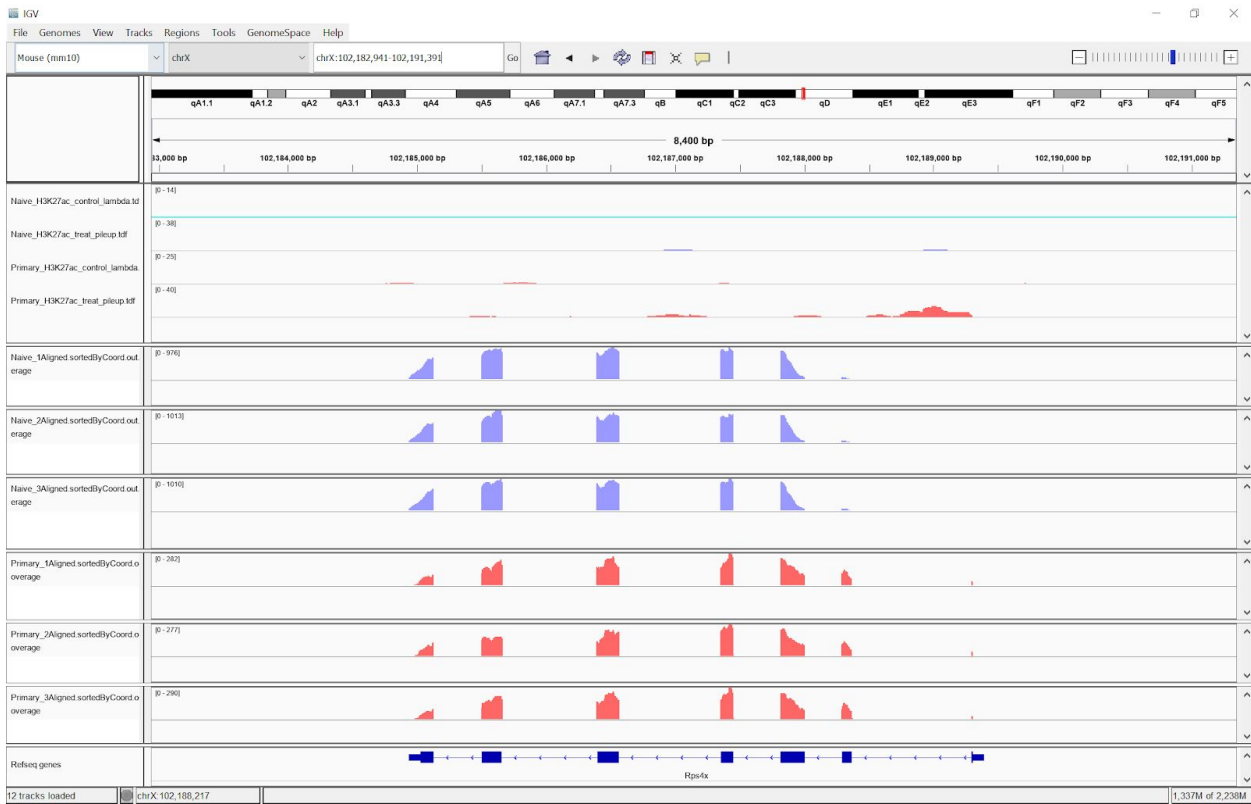 IGV
File Genomes View Tracks Regions Tools GenomeSpace Help
Mouse (mm10) chrX chrX:102,182,941-102,191,391 Go
qA1.1 qA1.2 qA2 qA3.1 qA3.3 qA4 qA5 qA6 qA7.1 qA7.3 qB qC1 qC2 qC3 qD qE1 qE2 qE3 qF1 qF2 qF3 qF4 qF5
8,400 bp
33,000 bp 102,184,000 bp 102,185,000 bp 102,186,000 bp 102,187,000 bp 102,188,000 bp 102,189,000 bp 102,190,000 bp 102,191,000 bp
[0 - 14]
Naive_H3K27ac_control_lambda.td
[0 - 38]
Naive_H3K27ac_treat_pileup.tdf
[0 - 25]
Primary_H3K27ac_control_lambda.
[0 - 40]
Primary_H3K27ac_treat_pileup.tdf
[0 - 976]
Naive_1Aligned.sortedByCoord.out.
erage
[0 - 1013]
Naive_2Aligned.sortedByCoord.out.
erage
[0 - 1010]
Naive_3Aligned.sortedByCoord.out.
erage
[0 - 282]
Primary_1Aligned.sortedByCoord.o
overage
[0 - 277]
Primary_2Aligned.sortedByCoord.o
overage
[0 - 290]
Primary_3Aligned.sortedByCoord.o
overage
Refseq genes
Rps4x
12 tracks loaded chrX:102,188,217 1,337M of 2,238M